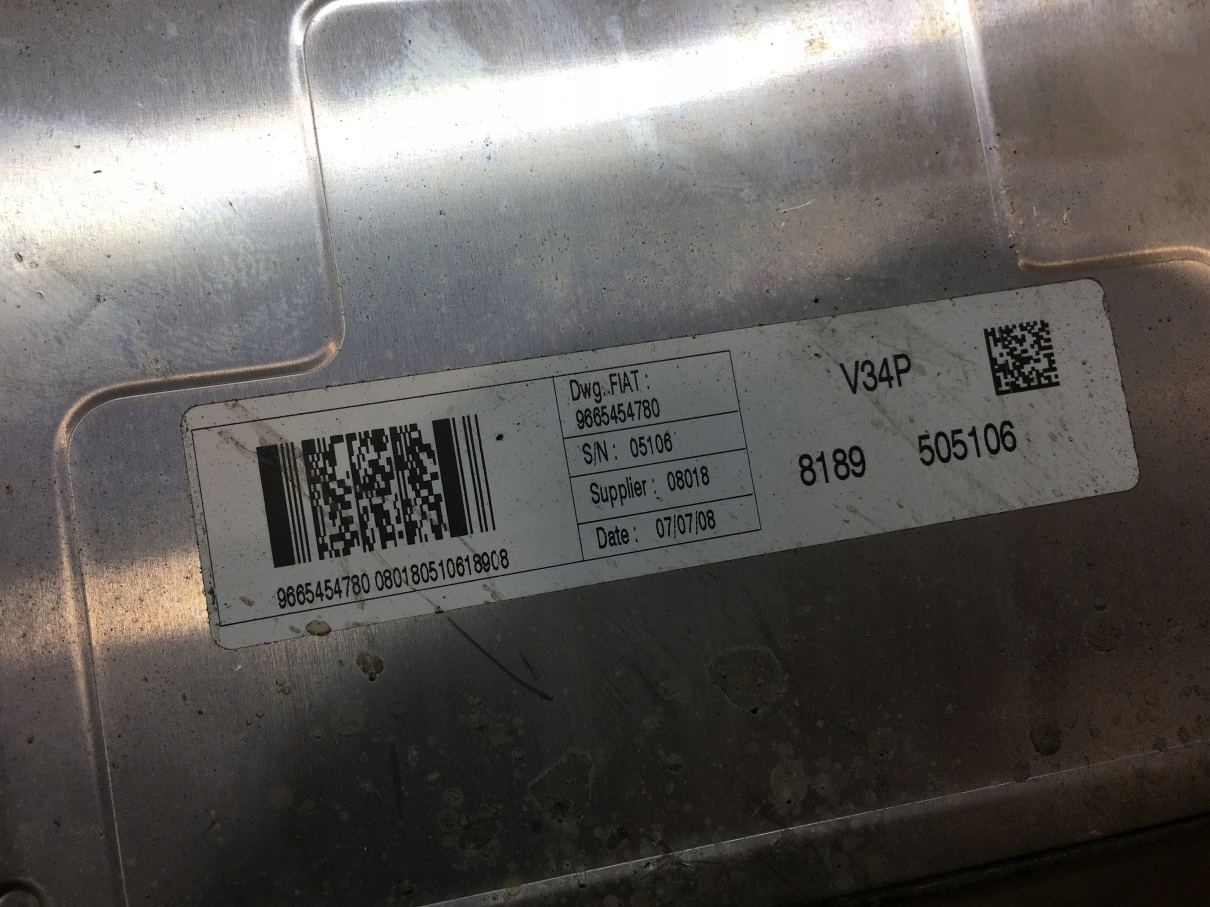 9665454780 080180510618908
Dwg. FIAT :
9665454780
S/N : 05106
Supplier : 08018
Date : 07/07/08
V34P
8189 505106